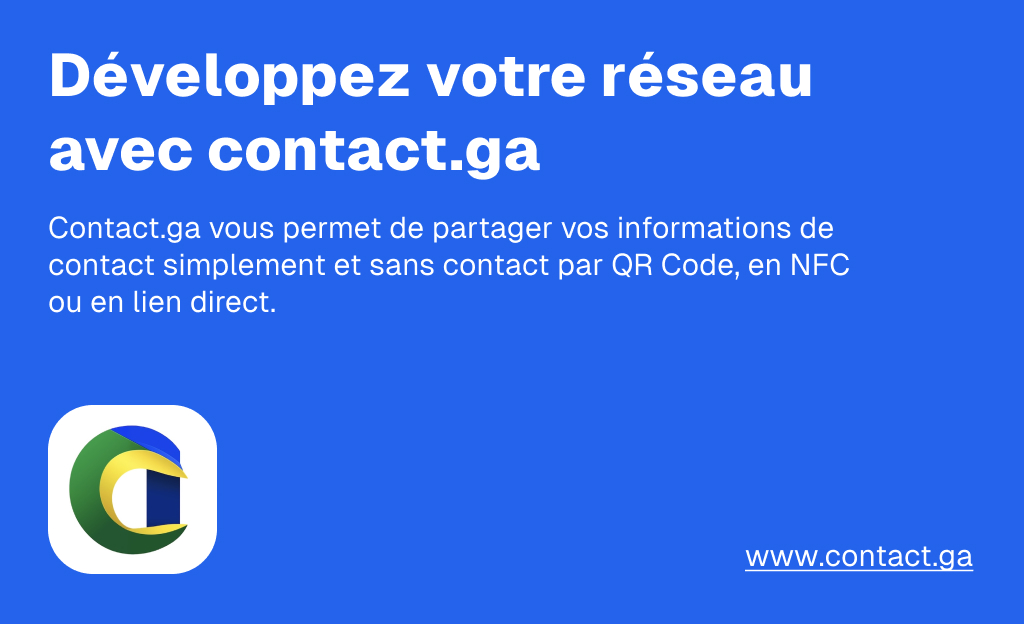 Développez votre réseau
avec contact.ga
Contact.ga vous permet de partager vos informations de
contact simplement et sans contact par QR Code, en NFC
ou en lien direct.
www.contact.ga